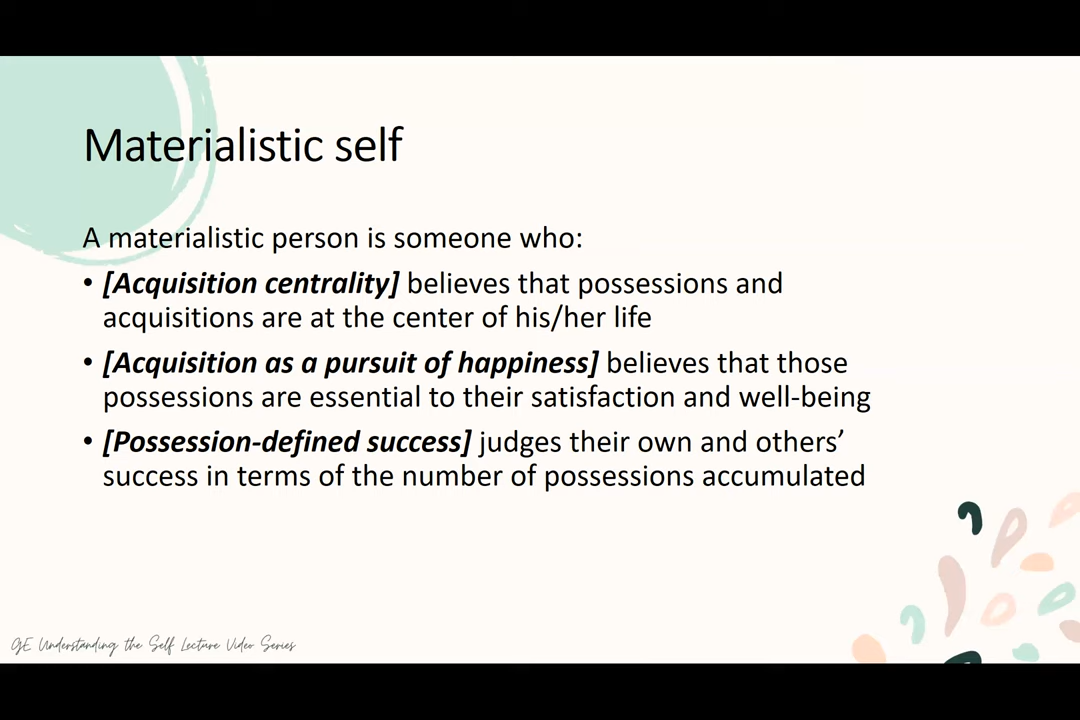 Materialistic self
A materialistic person is someone who:
• [Acquisition centrality] believes that possessions and
acquisitions are at the center of his/her life
• [Acquisition as a pursuit of happiness] believes that those
possessions are essential to their satisfaction and well-being
• [Possession-defined success] judges their own and others’
success in terms of the number of possessions accumulated
GE Understanding the Self Lecture Video Series